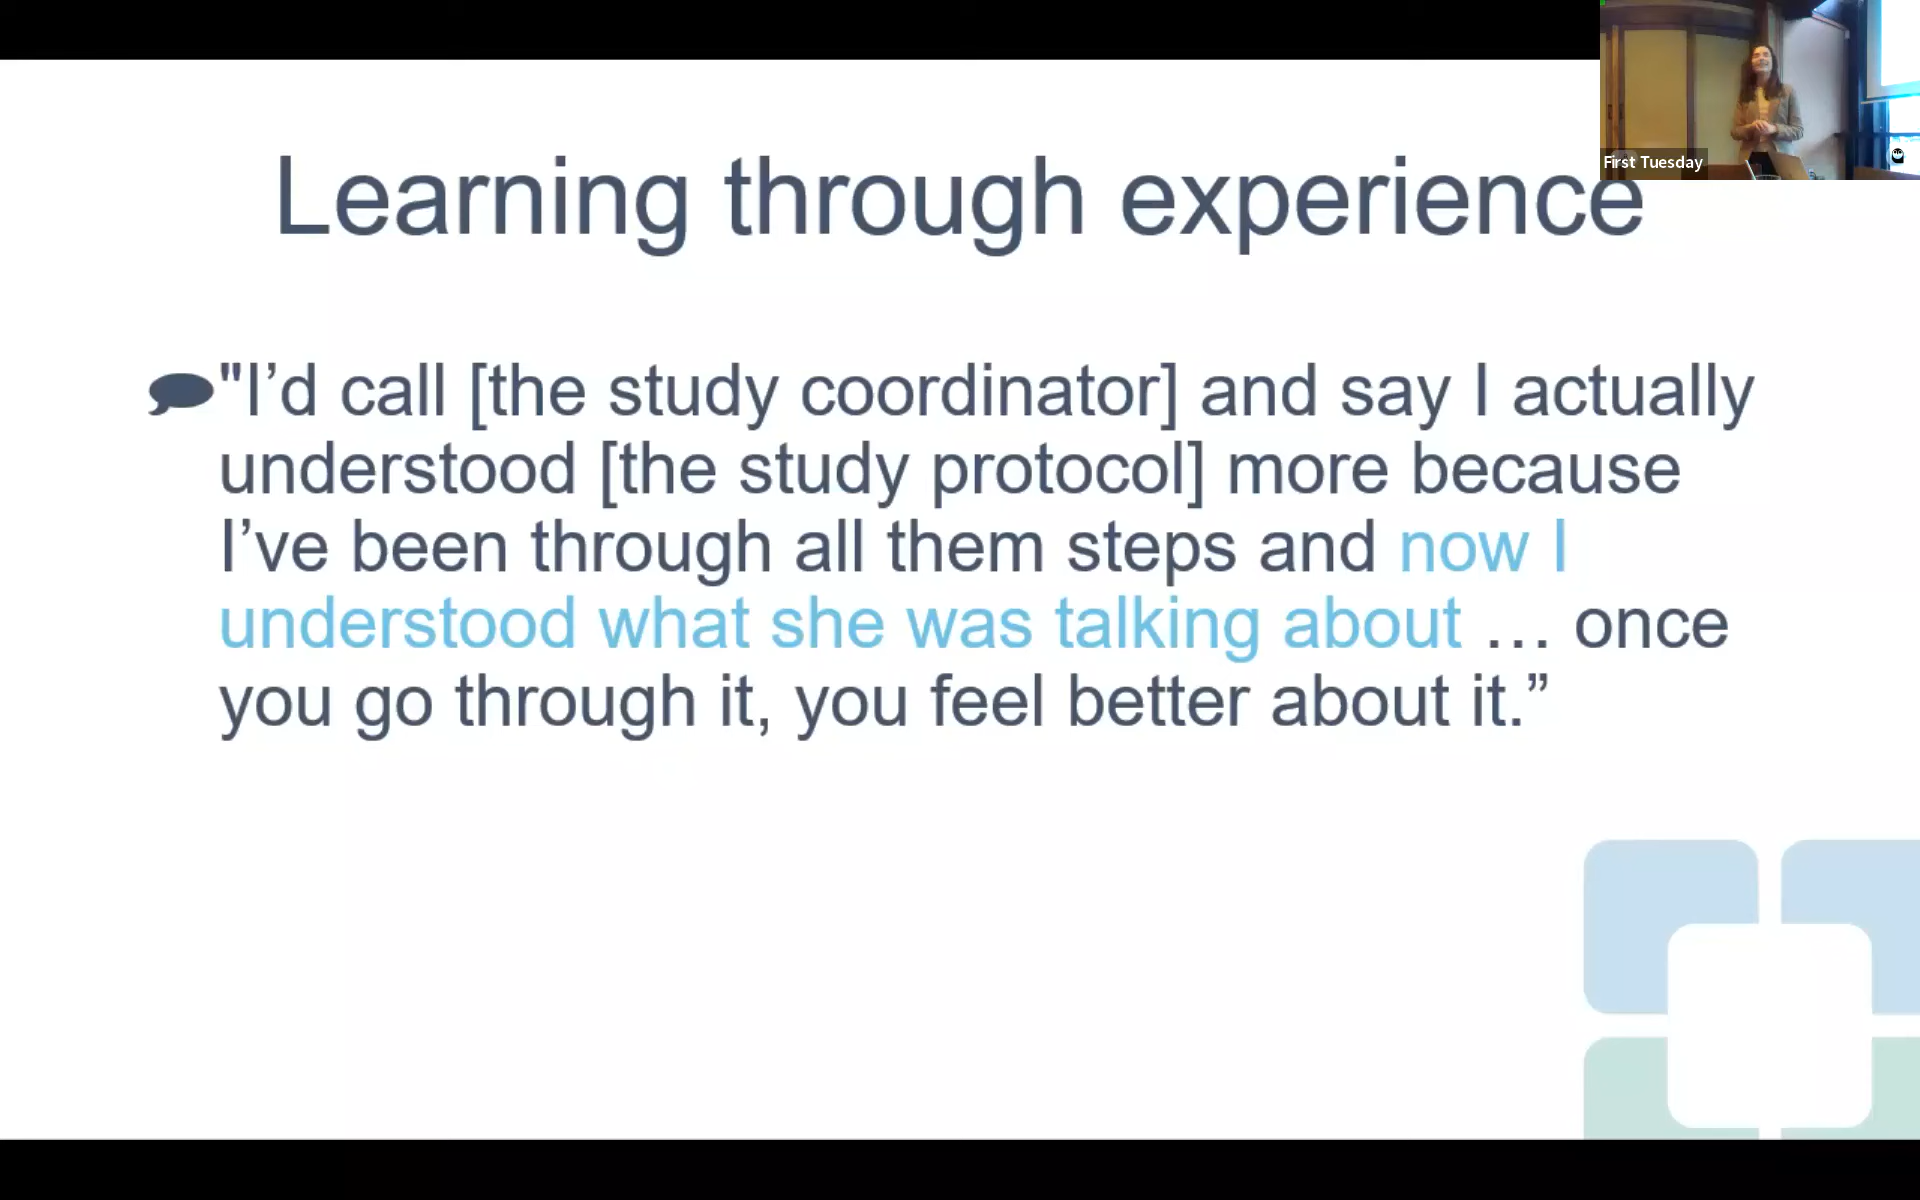 First Tuesday
Learning through experience
"I’d call [the study coordinator] and say I actually
understood [the study protocol] more because
I’ve been through all them steps and now I
understood what she was talking about … once
you go through it, you feel better about it.”